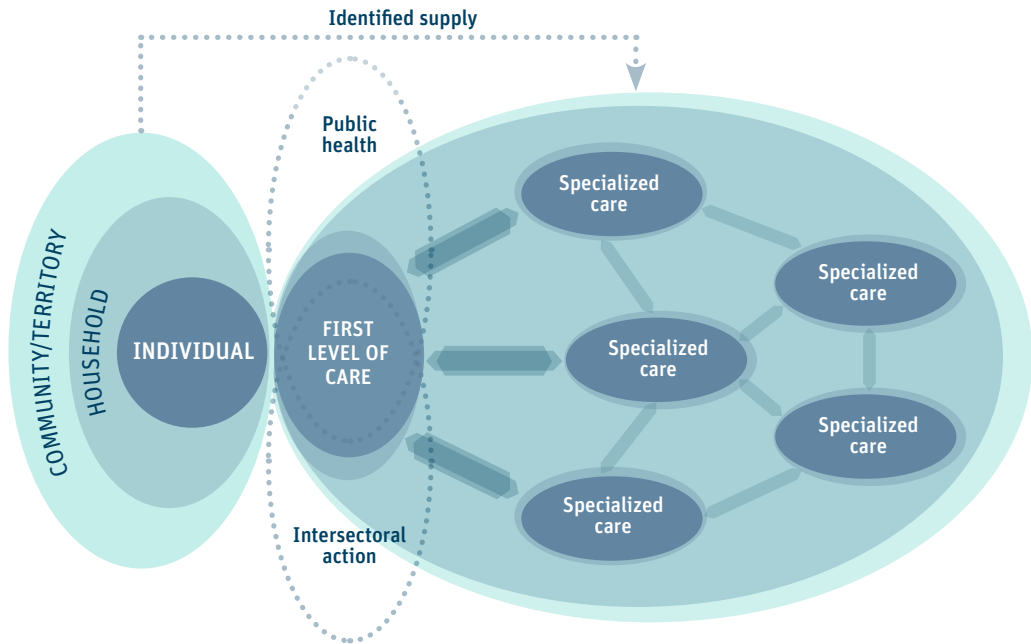 Identified supply
Public
health
COMMUNITY/TERRITORY
HOUSEHOLD
INDIVIDUAL
FIRST
LEVEL OF
CARE
Specialized
care
Specialized
care
Specialized
care
Specialized
care
Specialized
care
Intersectoral
action